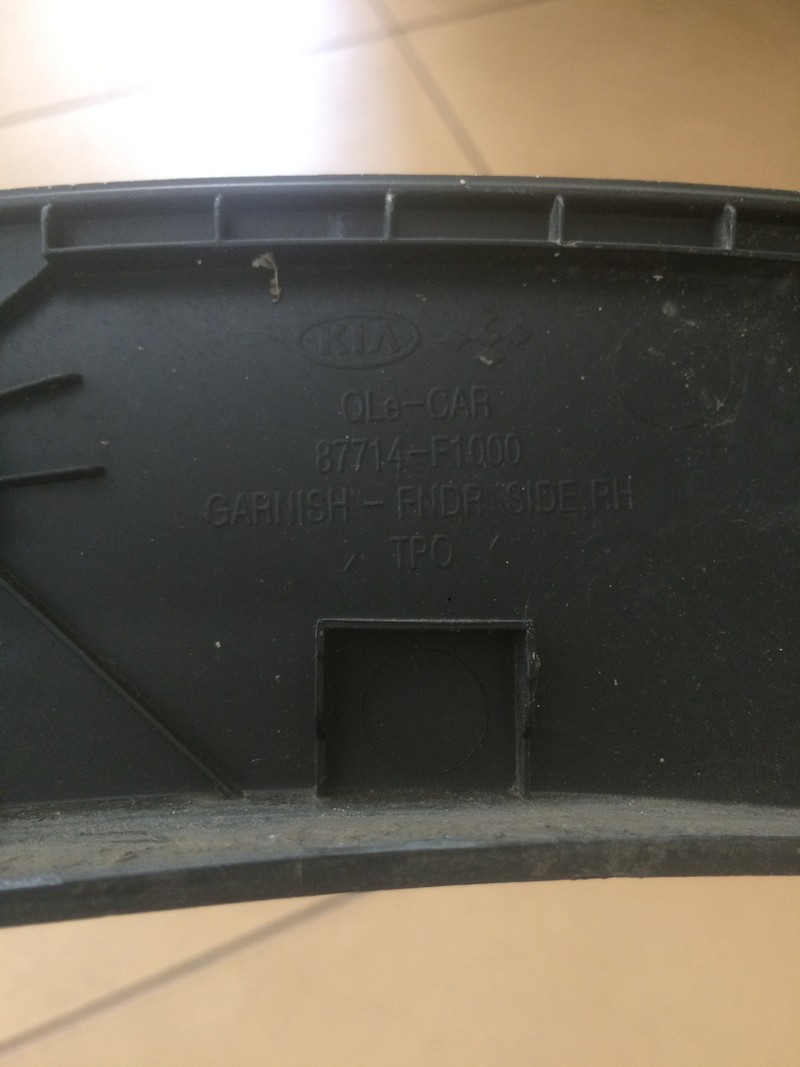 KIA
QLe-CAR
87714-F1000
GARNISH - FNDR SIDE,RH
TPO